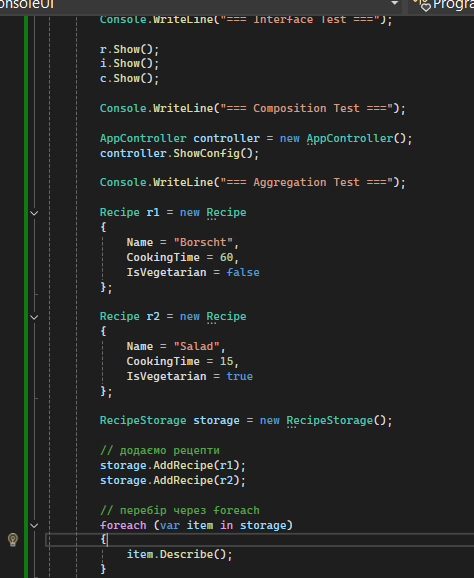 onsoleUI
Progra
Console.WriteLine("=== Interface Test ===");
r.Show();
i.Show();
c.Show();
Console.WriteLine("=== Composition Test ===");
AppController controller = new AppController();
controller.ShowConfig();
Console.WriteLine("=== Aggregation Test ===");
Recipe r1 = new Recipe
{
Name = "Borscht",
CookingTime = 60,
IsVegetarian = false
};
Recipe r2 = new Recipe
{
Name = "Salad",
CookingTime = 15,
IsVegetarian = true
};
RecipeStorage storage = new RecipeStorage();
// додаємо рецепти
storage.AddRecipe(r1);
storage.AddRecipe(r2);
// перебір через foreach
foreach (var item in storage)
{
item.Describe();
}